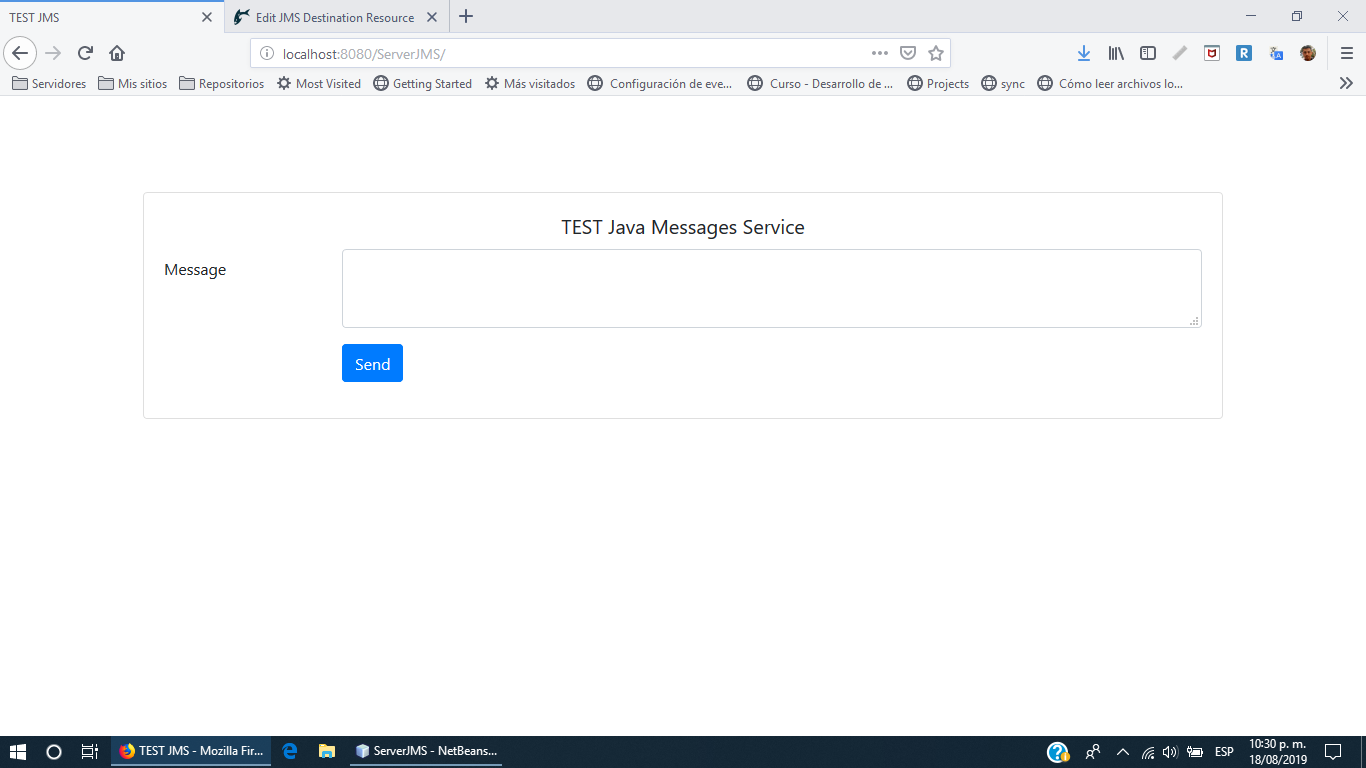 TEST JMS
Edit JMS Destination Resource
localhost:8080/ServerJMS/
Servidores Mis sitios Repositorios Most Visited Getting Started Más visitados Configuración de eve... Curso - Desarrollo de ... Projects sync Cómo leer archivos lo...
TEST Java Messages Service
Message
Send
TEST JMS - Mozilla Fir...
ServerJMS - NetBeans...
ESP
10:30 p. m.
18/08/2019